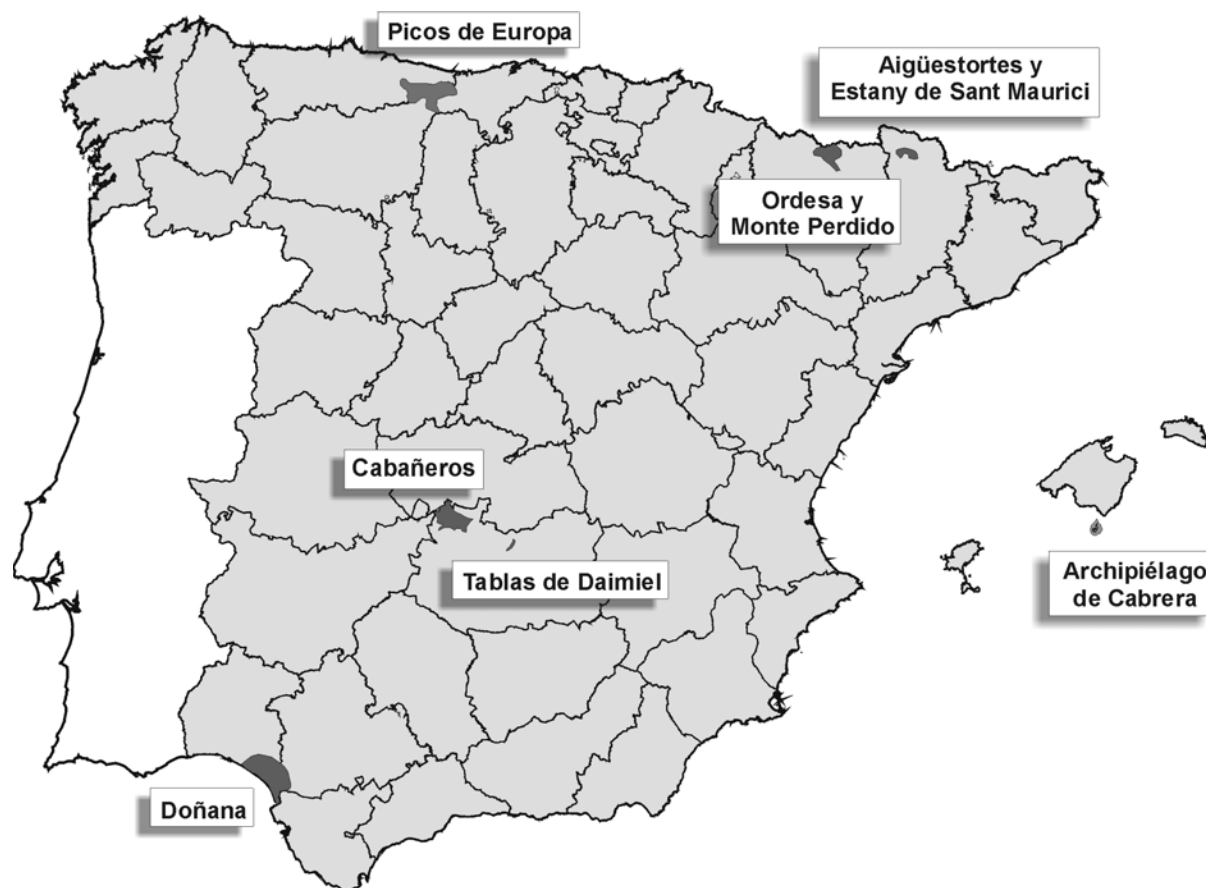 Picos de Europa
Aigüestortes y
Estany de Sant Maurici
Ordesa y
Monte Perdido
Cabañeros
Tablas de Daimiel
Archipiélago
de Cabrera
Doñana